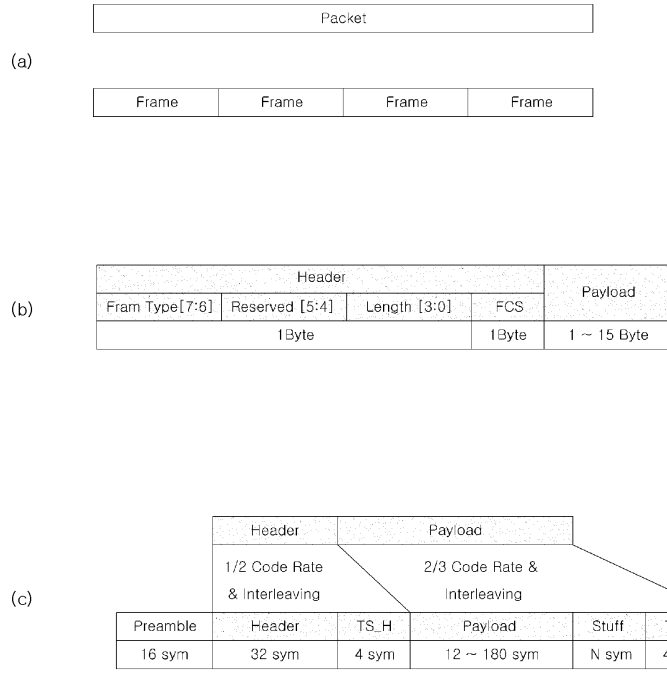 Packet
(a)
Frame Frame Frame Frame
Header
Payload
(b)
Fram Type[7:6] Reserved [5:4] Length [3:0] FCS
1Byte 1Byte 1 ~ 15 Byte
Header Payload
1/2 Code Rate 2/3 Code Rate &
& Interleaving Interleaving
(c)
Preamble Header TS_H Payload Stuff T
16 sym 32 sym 4 sym 12 ~ 180 sym N sym 4